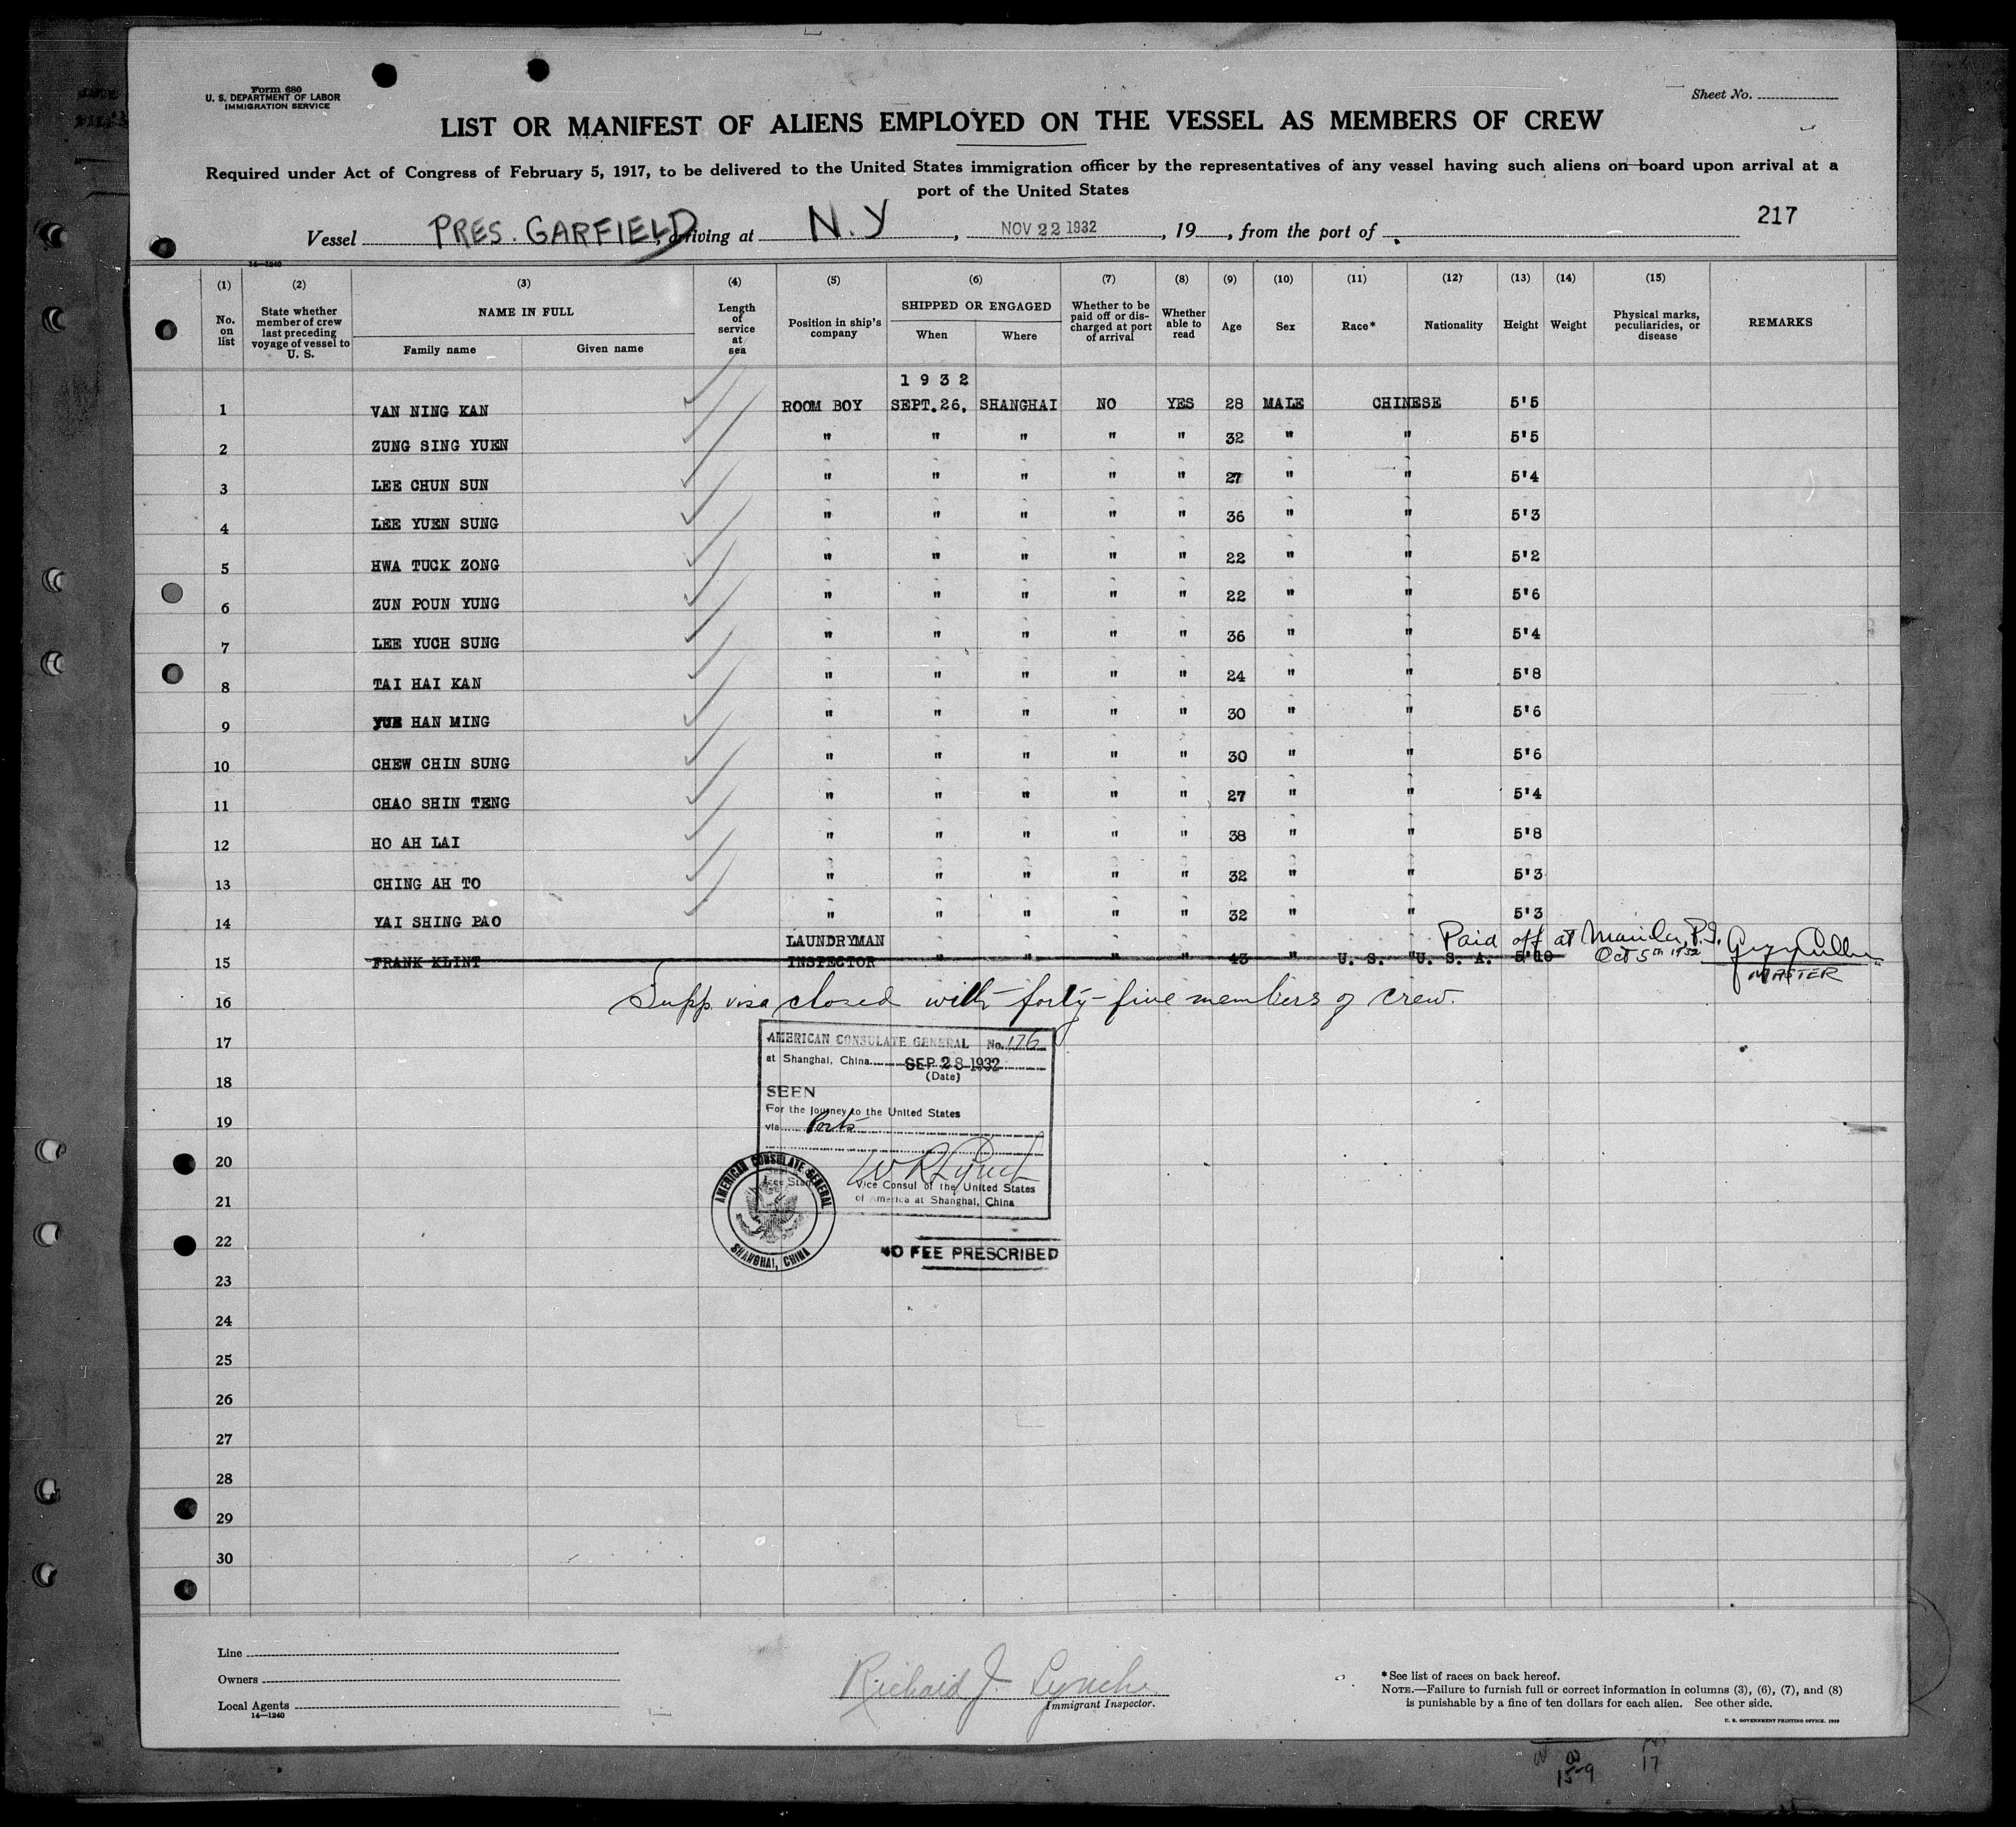 Form 680
U. S. DEPARTMENT OF LABOR
IMMIGRATION SERVICE
Sheet No.
LIST OR MANIFEST OF ALIENS EMPLOYED ON THE VESSEL AS MEMBERS OF CREW
Required under Act of Congress of February 5, 1917, to be delivered to the United States immigration officer by the representatives of any vessel having such aliens on board upon arrival at a
port of the United States
217
Vessel PRES. GARFIELD, arriving at N.Y, NOV 22 1932, 19, from the port of
14—1240
(1) (2) (3) (4) (5) (6) (7) (8) (9) (10) (11) (12) (13) (14) (15)
No. on list
State whether member of crew last preceding voyage of vessel to U. S.
NAME IN FULL
Family name Given name
Length of service at sea
Position in ship's company
SHIPPED OR ENGAGED
When Where
Whether to be paid off or discharged at port of arrival
Whether able to read
Age
Sex
Race*
Nationality
Height
Weight
Physical marks, peculiarities, or disease
REMARKS
1932
1 VAN NING KAN ROOM BOY SEPT.26, SHANGHAI NO YES 28 MALE CHINESE 5'5
2 ZUNG SING YUEN " " " " " 32 " " 5'5
3 LEE CHUN SUN " " " " " 27 " " 5'4
4 LEE YUEN SUNG " " " " " 36 " " 5'3
5 HWA TUCK ZONG " " " " " 22 " " 5'2
6 ZUN POUN YUNG " " " " " 22 " " 5'6
7 LEE YUCH SUNG " " " " " 36 " " 5'4
8 TAI HAI KAN " " " " " 24 " " 5'8
9 YUE HAN MING " " " " " 30 " " 5'6
10 CHEW CHIN SUNG " " " " " 30 " " 5'6
11 CHAO SHIN TENG " " " " " 27 " " 5'4
12 HO AH LAI " " " " " 38 " " 5'8
13 CHING AH TO " " " " " 32 " " 5'3
14 YAI SHING PAO " " " " " 32 " " 5'3
LAUNDRYMAN Paid off at Manila, P.I.
15 FRANK KLINT INSPECTOR " " " " 43 " U. S. "U. S. A. 5'10 Oct 5th 1932
MASTER
16 Supp. visa closed with forty-five members of crew.
17
AMERICAN CONSULATE GENERAL No. 176
at Shanghai, China SEP 28 1932
(Date)
18
SEEN
For the journey to the United States
19
via Ports
20
W R Lynch
Vice Consul of the United States
of America at Shanghai, China
AMERICAN CONSULATE GENERAL
SHANGHAI, CHINA
21
22
NO FEE PRESCRIBED
23
24
25
26
27
28
29
30
Line
Owners
Local Agents
14—1240
Richard J. Lynche
Immigrant Inspector.
*See list of races on back hereof.
NOTE.—Failure to furnish full or correct information in columns (3), (6), (7), and (8)
is punishable by a fine of ten dollars for each alien. See other side.
U. S. GOVERNMENT PRINTING OFFICE. 1929
17